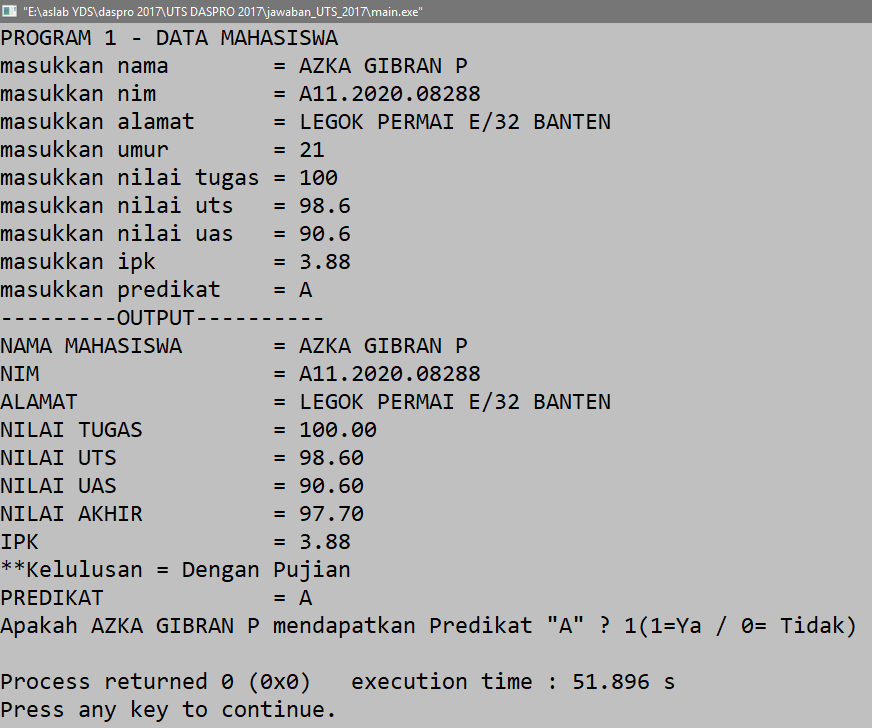 "E:\aslab YDS\daspro 2017\UTS DASPRO 2017\jawaban_UTS_2017\main.exe"
PROGRAM 1 - DATA MAHASISWA
masukkan nama        = AZKA GIBRAN P
masukkan nim         = A11.2020.08288
masukkan alamat      = LEGOK PERMAI E/32 BANTEN
masukkan umur        = 21
masukkan nilai tugas = 100
masukkan nilai uts   = 98.6
masukkan nilai uas   = 90.6
masukkan ipk         = 3.88
masukkan predikat    = A
---------OUTPUT----------
NAMA MAHASISWA       = AZKA GIBRAN P
NIM                  = A11.2020.08288
ALAMAT               = LEGOK PERMAI E/32 BANTEN
NILAI TUGAS          = 100.00
NILAI UTS            = 98.60
NILAI UAS            = 90.60
NILAI AKHIR          = 97.70
IPK                  = 3.88
**Kelulusan = Dengan Pujian
PREDIKAT             = A
Apakah AZKA GIBRAN P mendapatkan Predikat "A" ? 1(1=Ya / 0= Tidak)
Process returned 0 (0x0)   execution time : 51.896 s
Press any key to continue.